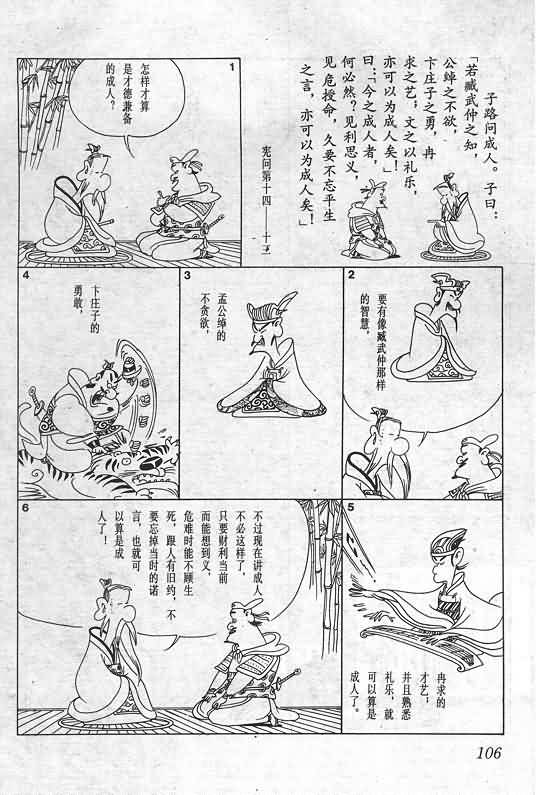 子路问成人。子曰：
“若臧武仲之知，
公绰之不欲，
卞庄子之勇，冉
求之艺，文之以礼乐，
亦可以为成人矣！”
曰：“今之成人者，
何必然？见利思义，
见危授命，久要不忘平生
之言，亦可以为成人矣！”
宪问第十四——十三
1
怎样才算
是才德兼备
的成人？
2
要有像臧武仲那样
的智慧，
3
孟公绰的
不贪欲，
4
卞庄子的
勇敢，
5
冉求的
才艺；
并且熟悉
礼乐，就
可以算是
成人了。
6
不过现在讲成人
不必这样了，
只要财利当前
而能想到义，
危难时能不顾生
死，跟人有旧约，不
要忘掉当时的诺
言，也就可
以算是成
人了！
106